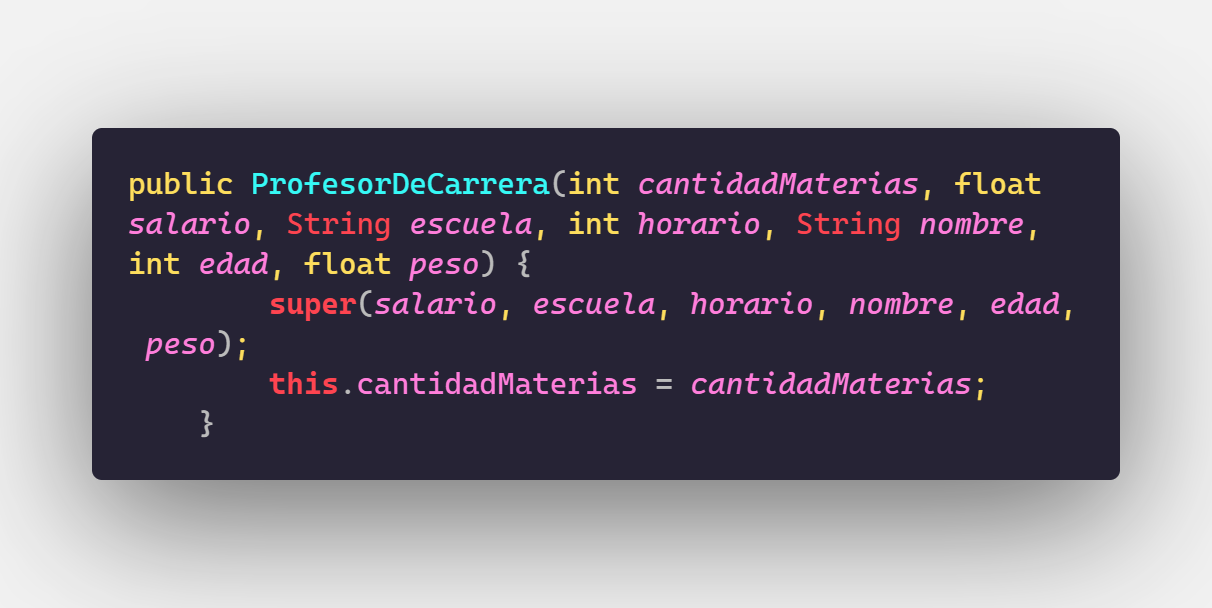 public ProfesorDeCarrera(int cantidadMaterias, float
salario, String escuela, int horario, String nombre,
int edad, float peso) {
        super(salario, escuela, horario, nombre, edad,
 peso);
        this.cantidadMaterias = cantidadMaterias;
    }